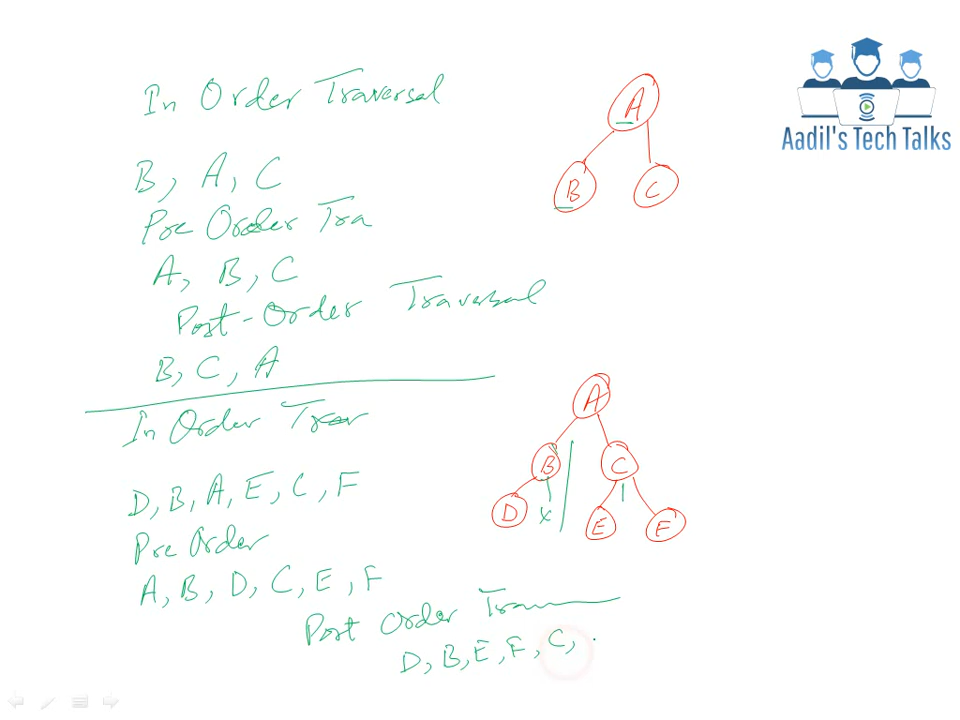 In Order Traversal
B, A, C
Pre Order Tra
A, B, C
Post-Order Traversal
B, C, A
In Order Traver
D, B, A, E, C, F
Pre Order
A, B, D, C, E, F
Post Order Trav
D, B, E, F, C,
A
B
C
A
B
C
D
x
E
F
Aadil's Tech Talks